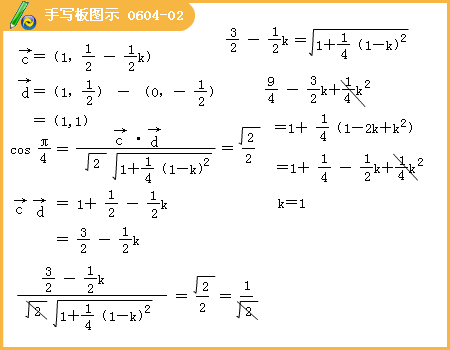 手写板图示 0604-02
c⃗ = (1, 1/2 - 1/2k)
d⃗ = (1, 1/2) - (0, -1/2)
= (1,1)
cos π/4 = c⃗·d⃗ / (√2 √(1+1/4(1-k)²)) = √2/2
c⃗ d⃗ = 1+ 1/2 - 1/2k
= 3/2 - 1/2k
(3/2 - 1/2k) / (√2 √(1+1/4(1-k)²)) = √2/2 = 1/√2
3/2 - 1/2k = √(1+1/4(1-k)²)
9/4 - 3/2k+1/4k²
=1+ 1/4(1-2k+k²)
=1+ 1/4 - 1/2k+1/4k²
k=1